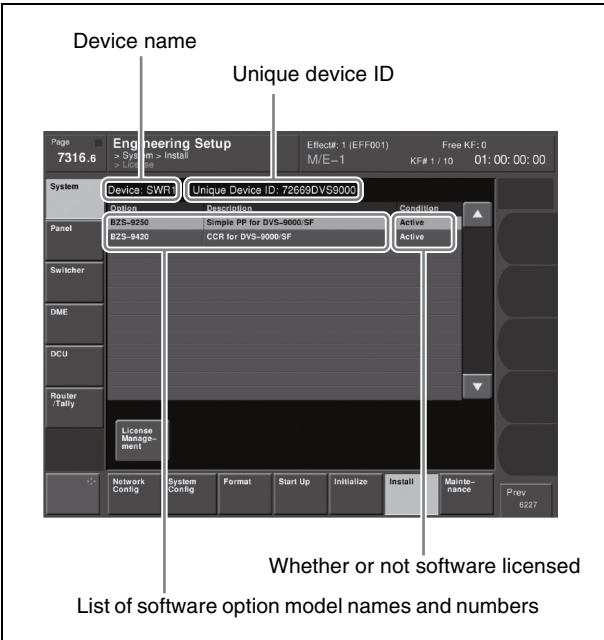 Device name
Unique device ID
Page
7316.6
Engineering Setup
> System > Install
> License
Effect#: 1 (EFF001)
Free KF: 0
M/E-1
KF# 1 / 10
01: 00: 00: 00
System
Device: SWR1
Unique Device ID: 72669DVS9000
Option
Description
Condition
BZS-9250
Simple PP for DVS-9000/SF
Active
BZS-9420
CCR for DVS-9000/SF
Active
Panel
Switcher
DME
DCU
Router
/Tally
License
Manage-
ment
Network
Config
System
Config
Format
Start Up
Initialize
Install
Mainte-
nance
Prev
6227
Whether or not software licensed
List of software option model names and numbers